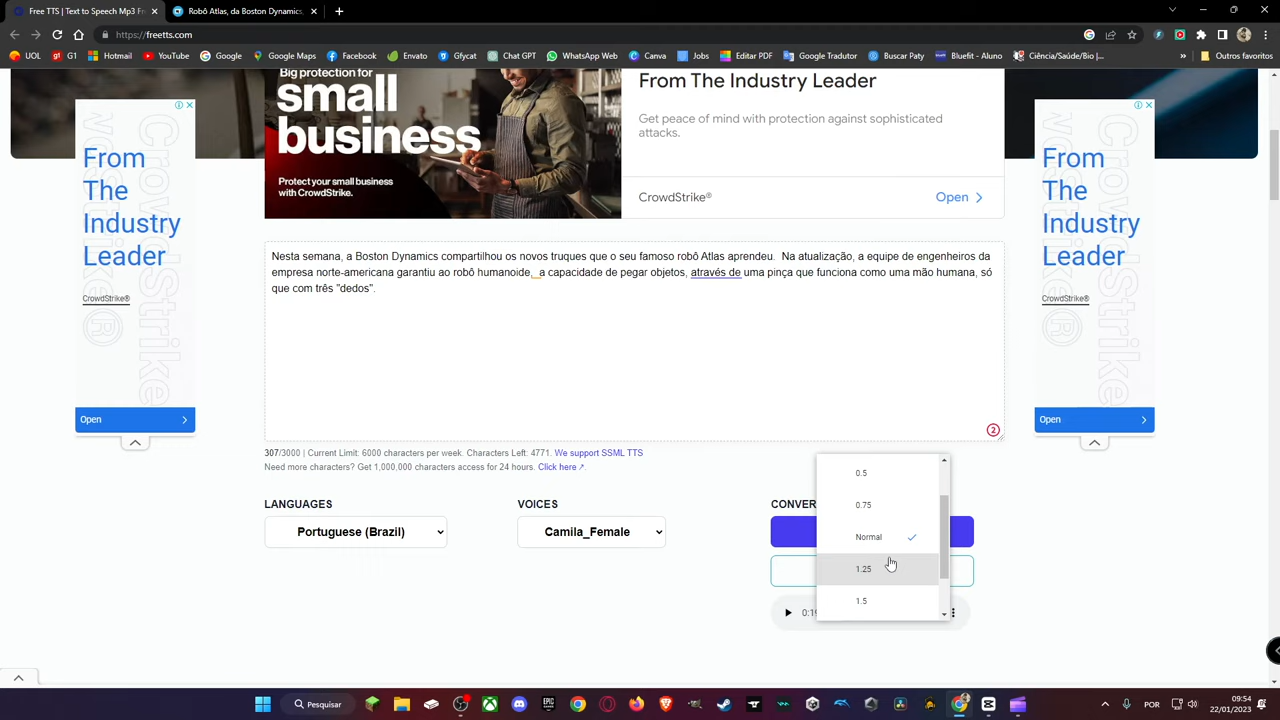 Free TTS | Text to Speech Mp3 Fr
Robô Atlas, da Boston Dynamics
https://freetts.com
UOL
g1
Hotmail
YouTube
Google
Google Maps
Facebook
Envato
Gfycat
Chat GPT
WhatsApp Web
Canva
Jobs
Editar PDF
Google Tradutor
Buscar Paty
Bluefit - Aluno
Ciência/Saúde/Bio |...
»
Outros favoritos
Big protection for
small
business
Protect your small business
with CrowdStrike.
From The Industry Leader
Get peace of mind with protection against sophisticated
attacks.
CrowdStrike®
Open
From
The
Industry
Leader
CrowdStrike®
Open
From
The
Industry
Leader
CrowdStrike®
Open
Nesta semana, a Boston Dynamics compartilhou os novos truques que o seu famoso robô Atlas aprendeu.  Na atualização, a equipe de engenheiros da
empresa norte-americana garantiu ao robô humanoide,  a capacidade de pegar objetos, através de uma pinça que funciona como uma mão humana, só
que com três "dedos".
2
307/3000 | Current Limit: 6000 characters per week. Characters Left: 4771. We support SSML TTS
Need more characters? Get 1,000,000 characters access for 24 hours. Click here
LANGUAGES
VOICES
CONVER
Portuguese (Brazil)
Camila_Female
0.5
0.75
Normal
1.25
1.5
Pesquisar
POR
09:54
22/01/2023